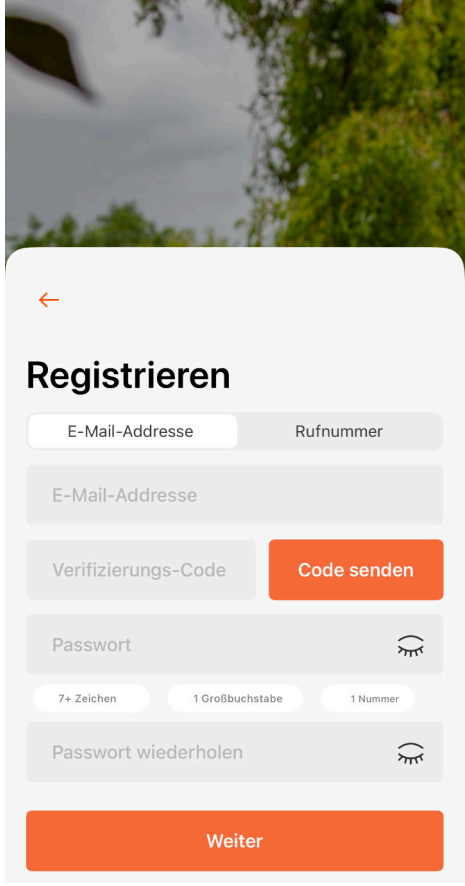 Registrieren
E-Mail-Addresse Rufnummer
E-Mail-Addresse
Verifizierungs-Code Code senden
Passwort
7+ Zeichen 1 Großbuchstabe 1 Nummer
Passwort wiederholen
Weiter